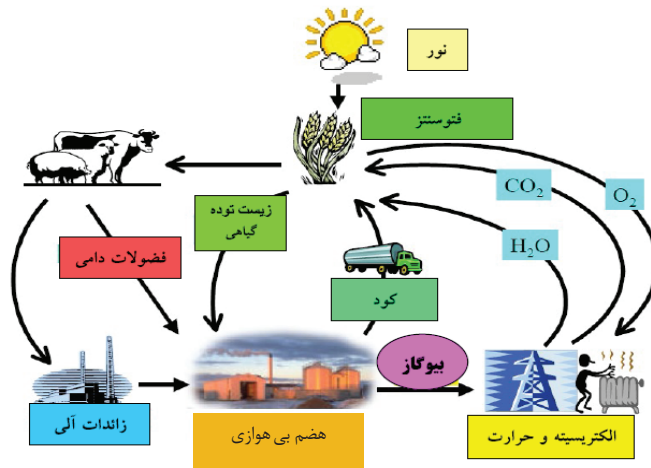 نور
فتوسنتز
CO2
O2
زیست توده
گیاهی
H2O
فضولات دامی
کود
بیوگاز
زائدات آلی
هضم بی هوازی
الکتریسیته و حرارت